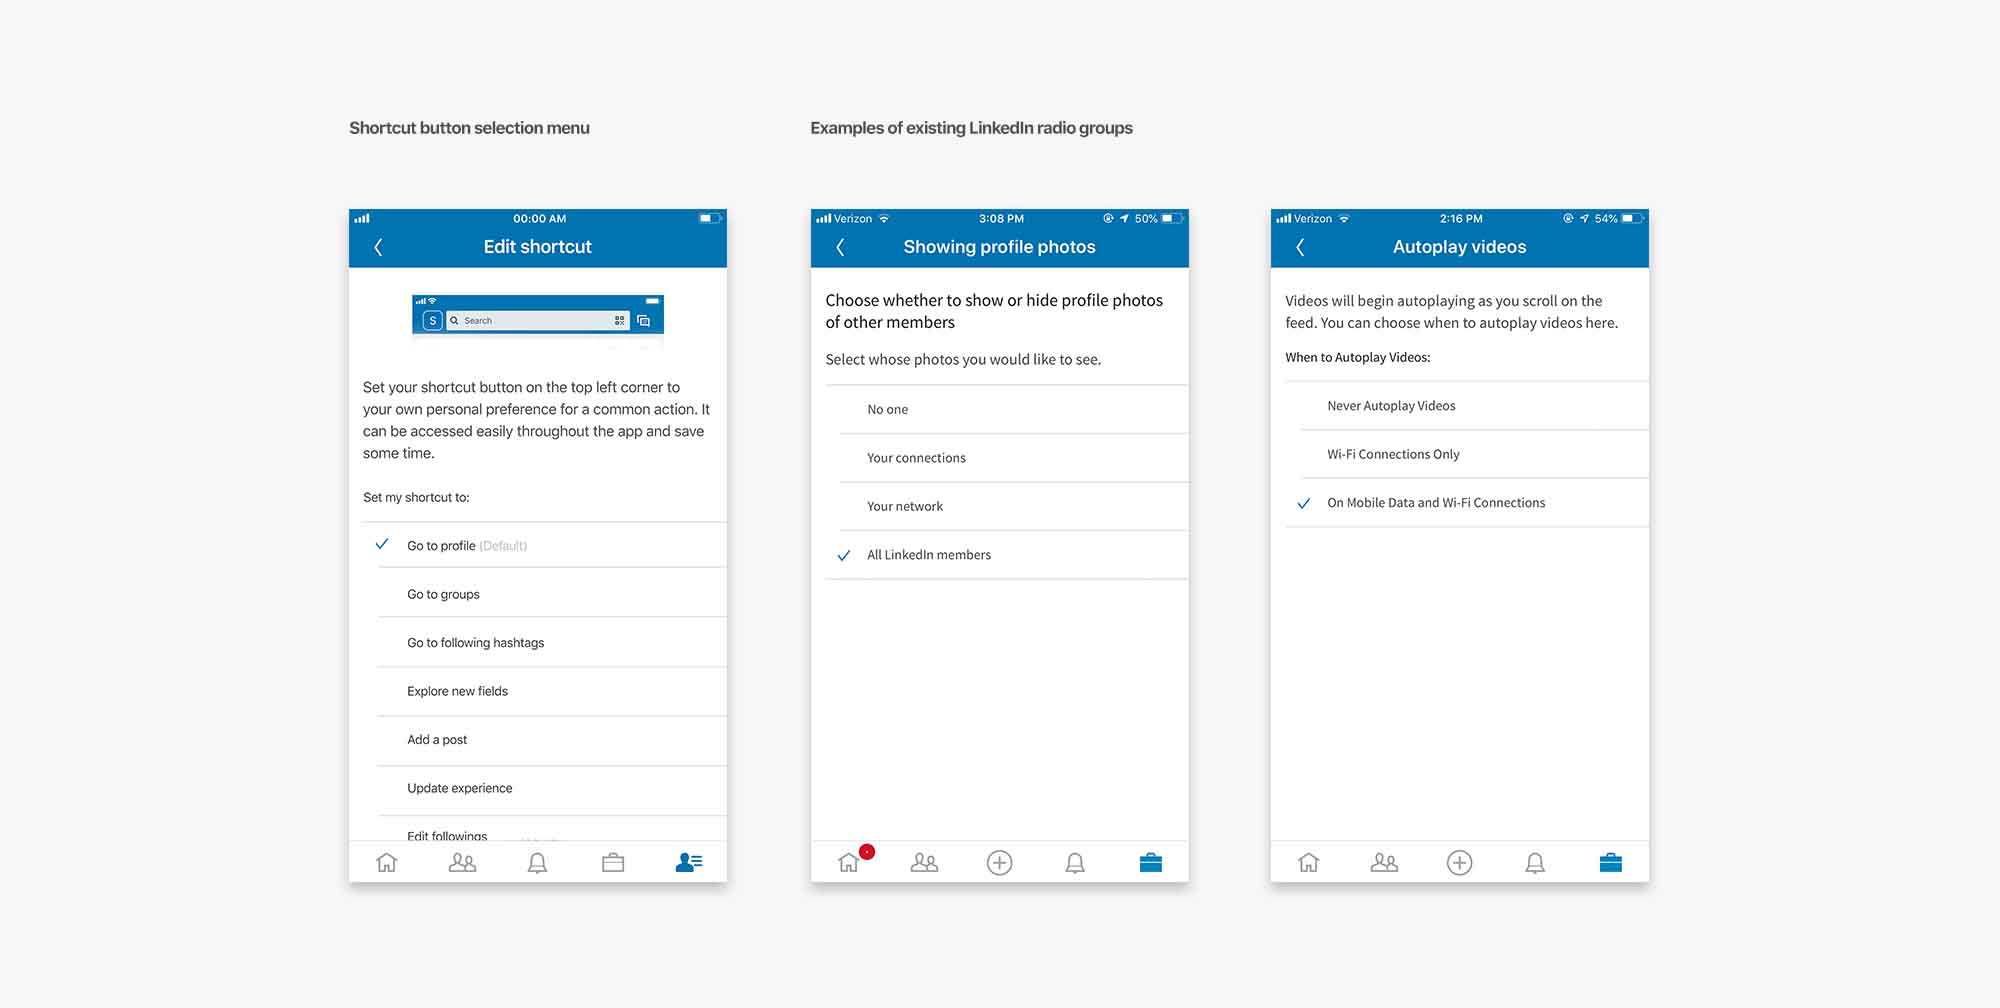 Shortcut button selection menu
Examples of existing LinkedIn radio groups
00:00 AM
Edit shortcut
S
Search
Set your shortcut button on the top left corner to
your own personal preference for a common action. It
can be accessed easily throughout the app and save
some time.
Set my shortcut to:
Go to profile (Default)
Go to groups
Go to following hashtags
Explore new fields
Add a post
Update experience
Edit followings
Verizon 3:08 PM 50%
Showing profile photos
Choose whether to show or hide profile photos
of other members
Select whose photos you would like to see.
No one
Your connections
Your network
All LinkedIn members
Verizon 2:16 PM 54%
Autoplay videos
Videos will begin autoplaying as you scroll on the
feed. You can choose when to autoplay videos here.
When to Autoplay Videos:
Never Autoplay Videos
Wi-Fi Connections Only
On Mobile Data and Wi-Fi Connections